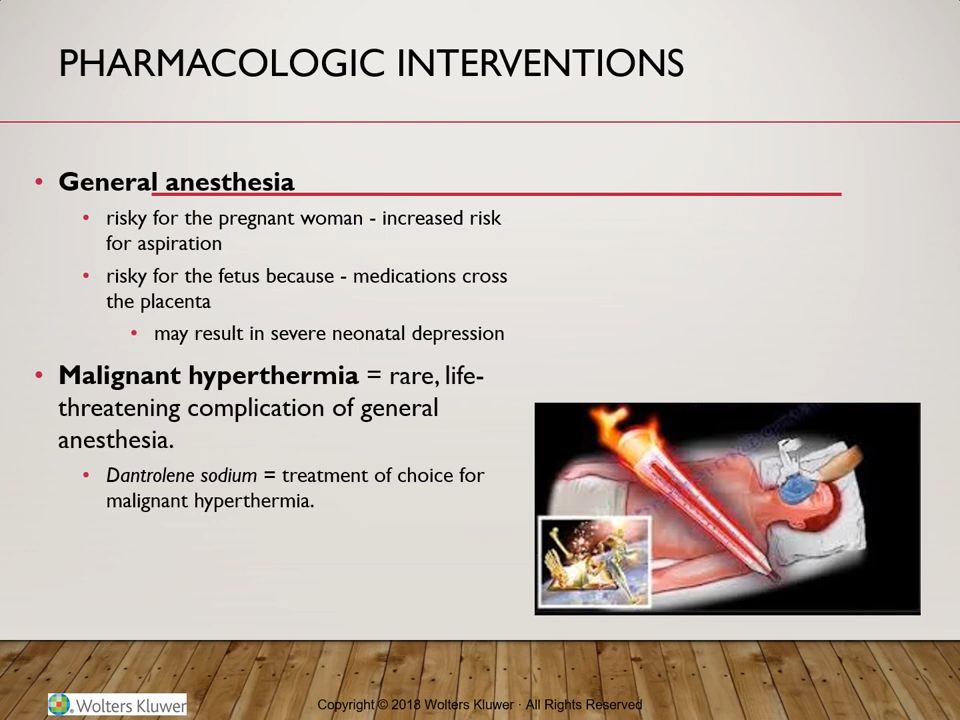 PHARMACOLOGIC INTERVENTIONS
• General anesthesia
• risky for the pregnant woman - increased risk
for aspiration
• risky for the fetus because - medications cross
the placenta
• may result in severe neonatal depression
• Malignant hyperthermia = rare, life-
threatening complication of general
anesthesia.
• Dantrolene sodium = treatment of choice for
malignant hyperthermia.
Wolters Kluwer
Copyright © 2018 Wolters Kluwer · All Rights Reserved